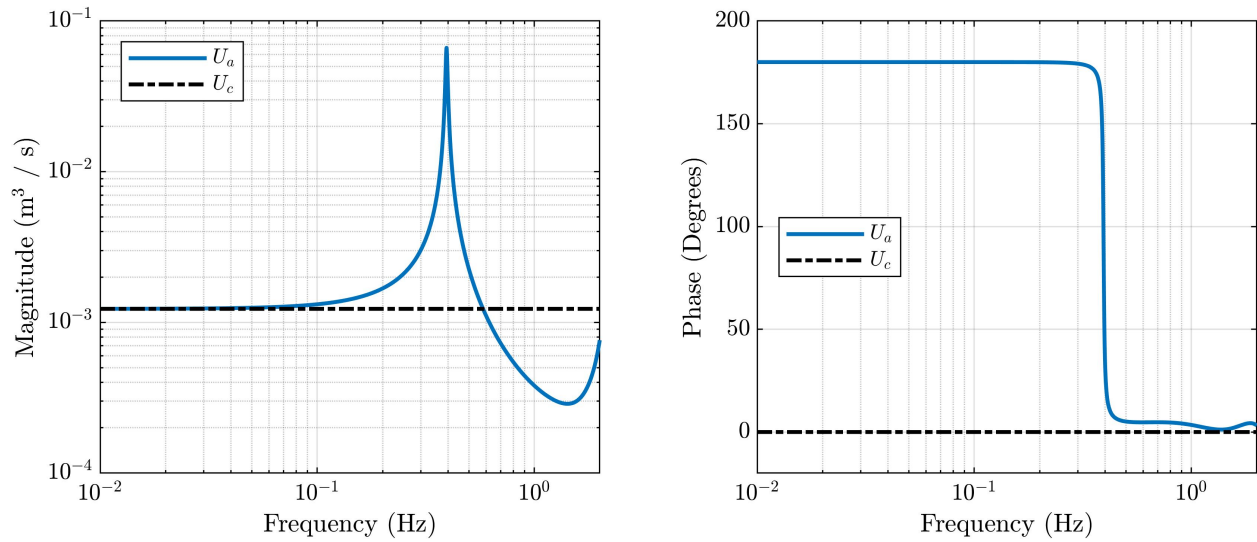 10^-1
10^-2
10^-3
10^-4
Magnitude (m^3 / s)
U_a
U_c
10^-2
10^-1
10^0
Frequency (Hz)
200
150
100
50
0
Phase (Degrees)
U_a
U_c
10^-2
10^-1
10^0
Frequency (Hz)